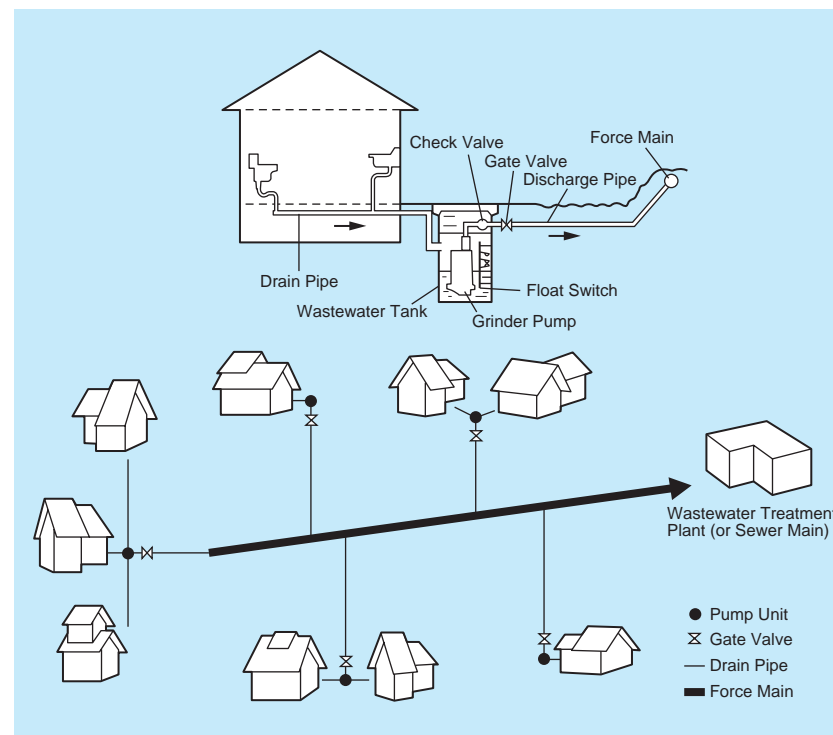 Check Valve
Gate Valve
Discharge Pipe
Force Main
Drain Pipe
Wastewater Tank
Float Switch
Grinder Pump
Wastewater Treatment
Plant (or Sewer Main)
Pump Unit
Gate Valve
Drain Pipe
Force Main